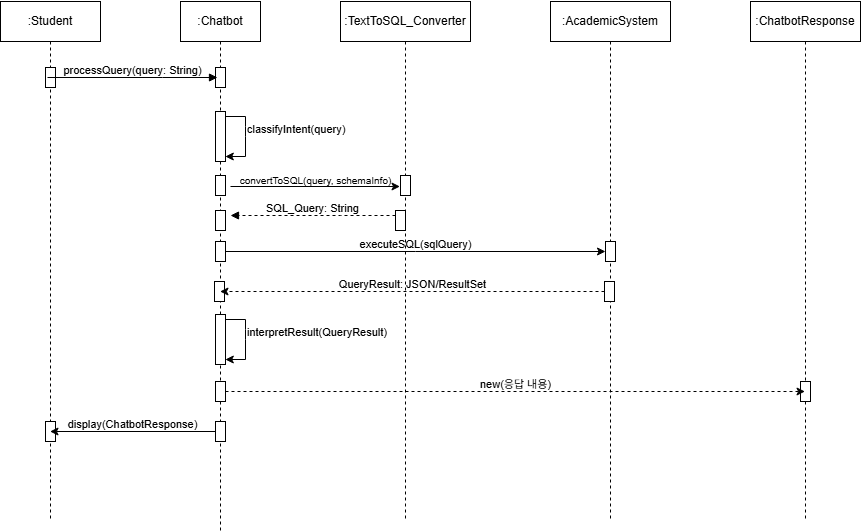 :Student
:Chatbot
:TextToSQL_Converter
:AcademicSystem
:ChatbotResponse
processQuery(query: String)
classifyIntent(query)
convertToSQL(query, schemaInfo)
SQL_Query: String
executeSQL(sqlQuery)
QueryResult: JSON/ResultSet
interpretResult(QueryResult)
new(응답 내용)
display(ChatbotResponse)